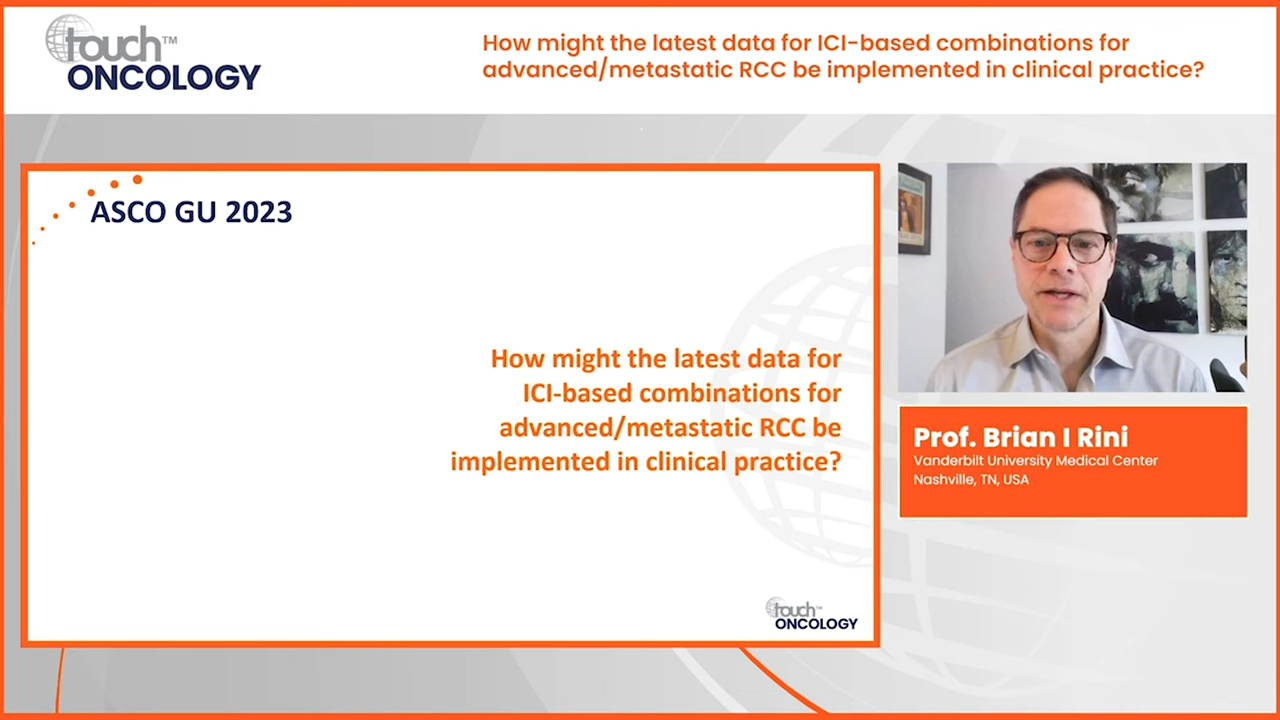 touch™
ONCOLOGY
How might the latest data for ICI-based combinations for
advanced/metastatic RCC be implemented in clinical practice?
ASCO GU 2023
How might the latest data for
ICI-based combinations for
advanced/metastatic RCC be
implemented in clinical practice?
touch™
ONCOLOGY
Prof. Brian I Rini
Vanderbilt University Medical Center
Nashville, TN, USA